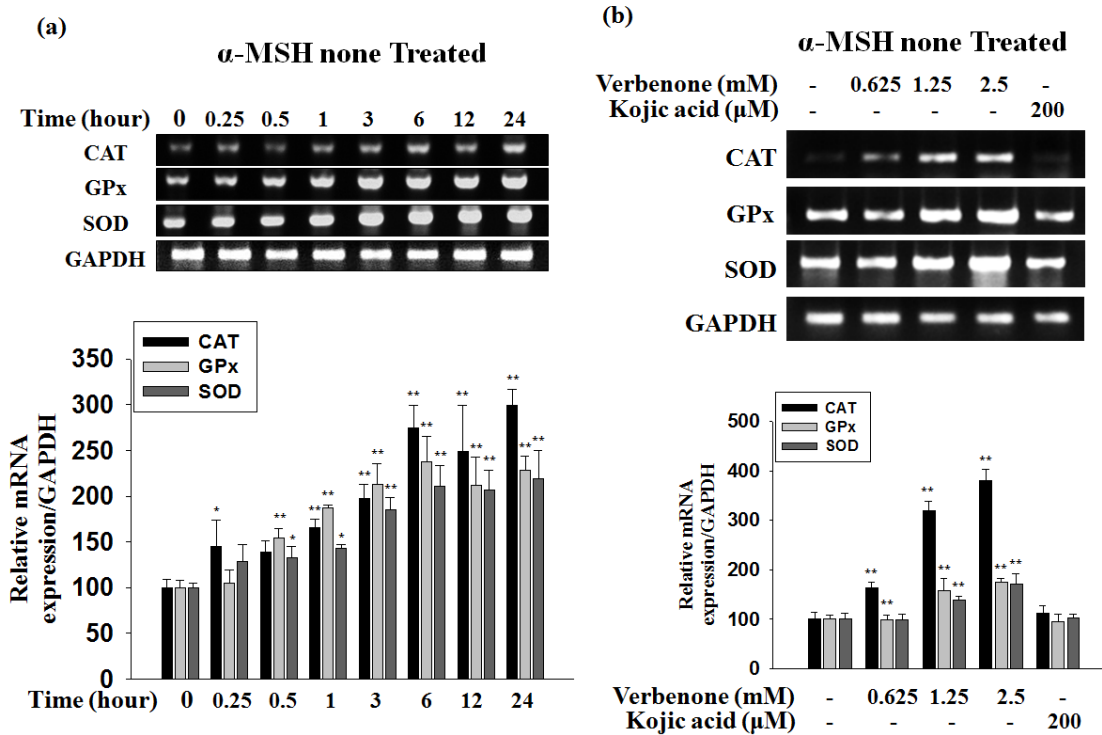 (a)
α-MSH none Treated
Time (hour) 0 0.25 0.5 1 3 6 12 24
CAT
GPx
SOD
GAPDH
CAT
GPx
SOD
Relative mRNA
expression/GAPDH
350
300
250
200
150
100
50
0
* ** * ** ** * ** ** ** ** ** ** ** ** ** ** ** **
Time (hour) 0 0.25 0.5 1 3 6 12 24
(b)
α-MSH none Treated
Verbenone (mM) - 0.625 1.25 2.5 -
Kojic acid (μM) - - - - 200
CAT
GPx
SOD
GAPDH
CAT
GPx
SOD
Relative mRNA
expression/GAPDH
500
400
300
200
100
0
** ** ** ** ** ** ** **
Verbenone (mM) - 0.625 1.25 2.5 -
Kojic acid (μM) - - - - 200